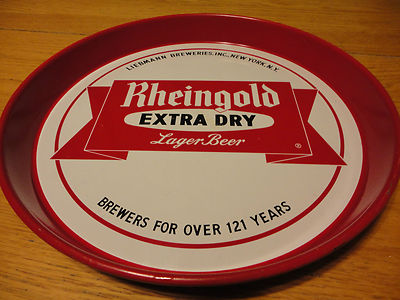 LIEBMANN BREWERIES, INC., NEW YORK, N.Y.
Rheingold
EXTRA DRY
Lager Beer
®
BREWERS FOR OVER 121 YEARS